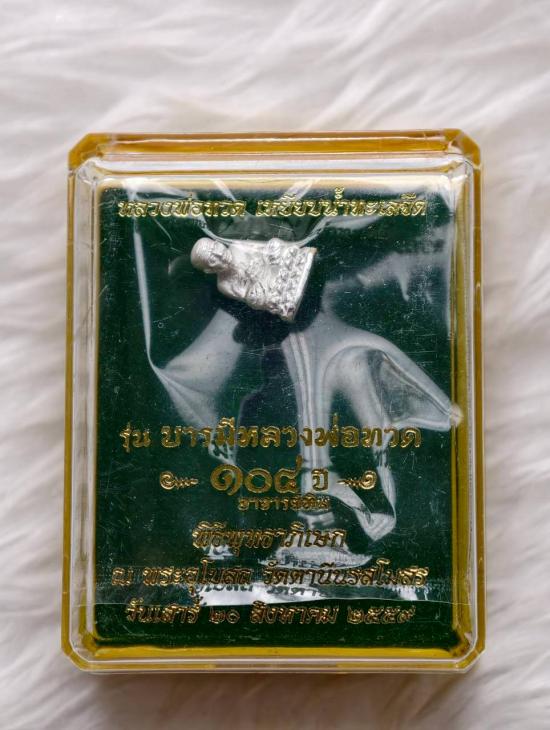 หลวงพ่อทวด เหยียบน้ำทะเลจืด
รุ่น บารมีหลวงพ่อทวด
๑๐๔ ปี
อาจารย์ทิม
พิธีพุทธาภิเษก
ณ พระอุโบสถ วัดตานีนรสโมสร
วันเสาร์ ๒๐ สิงหาคม ๒๕๕๙